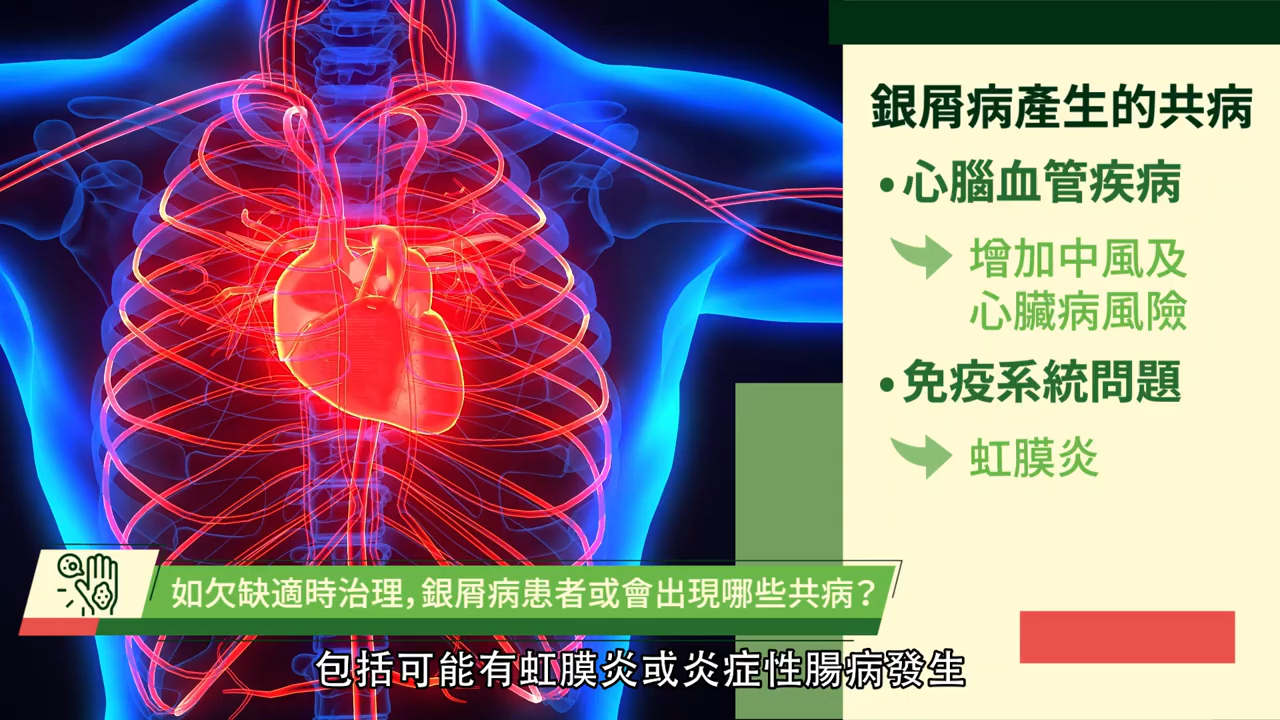 銀屑病產生的共病
•心腦血管疾病
增加中風及
心臟病風險
•免疫系統問題
虹膜炎
如欠缺適時治理,銀屑病患者或會出現哪些共病?
包括可能有虹膜炎或炎症性腸病發生